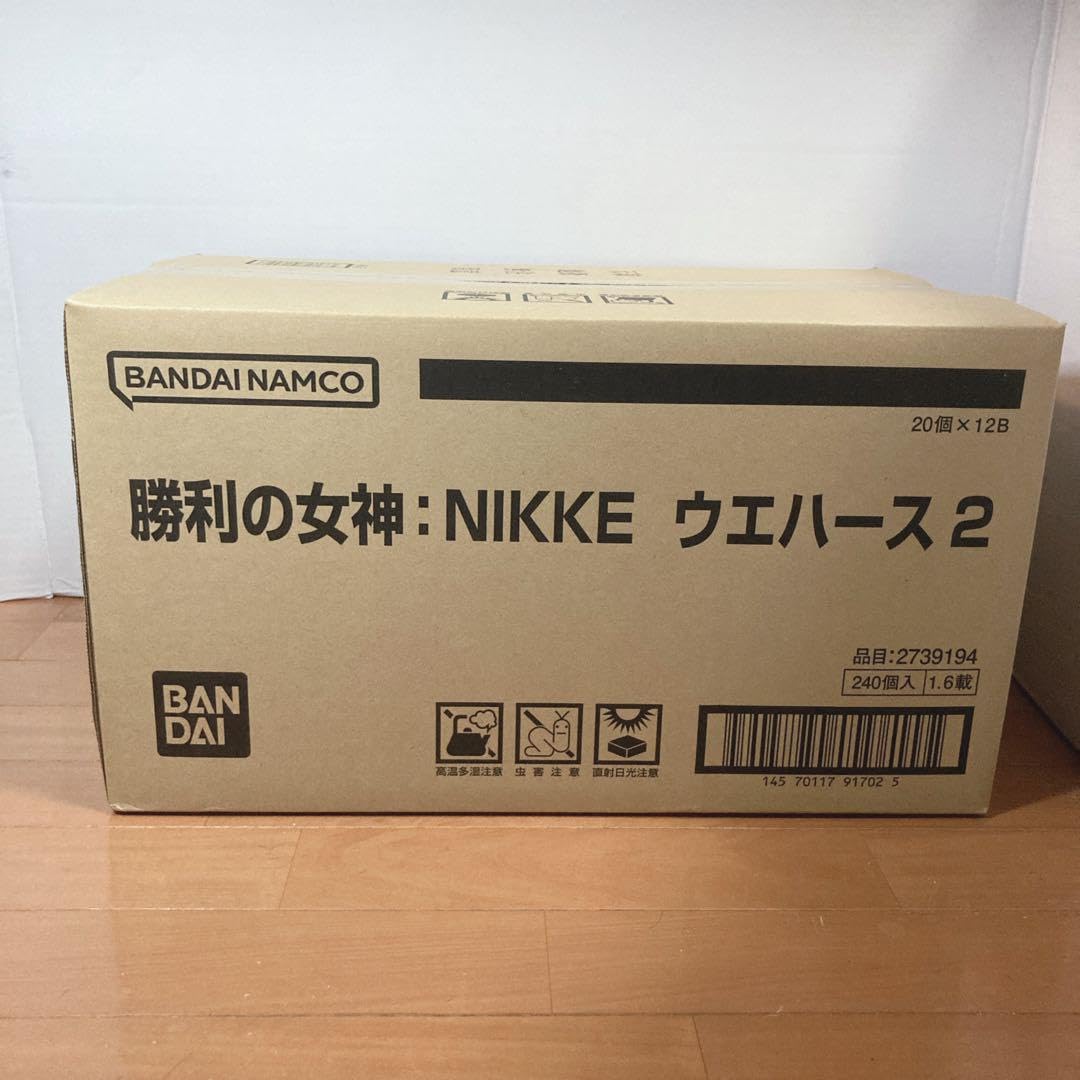 BANDAI NAMCO
20個×12B
勝利の女神:NIKKE ウエハース2
品目:2739194
240個入 1.6載
BAN
DAI
高温多湿注意 虫害注意 直射日光注意
145 70117 91702 5